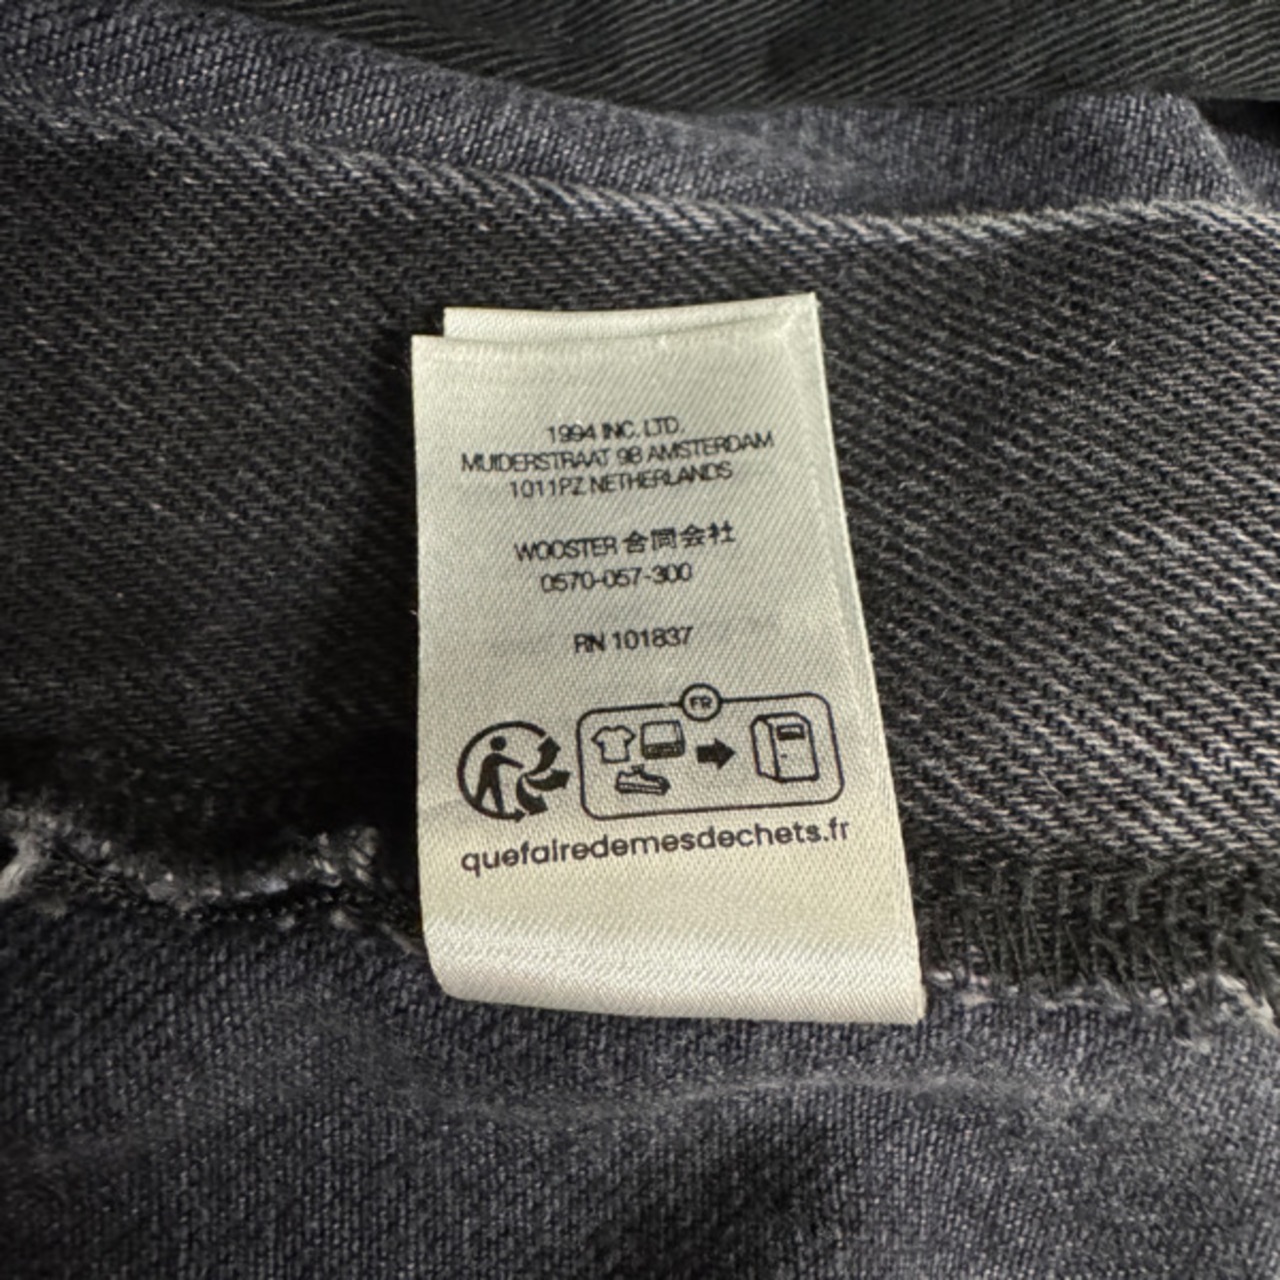 1994 INC. LTD.
MUIDERSTRAAT 9B AMSTERDAM
1011PZ NETHERLANDS
WOOSTER 合同会社
0570-057-300
RN 101837
FR
quefairedemesdechets.fr